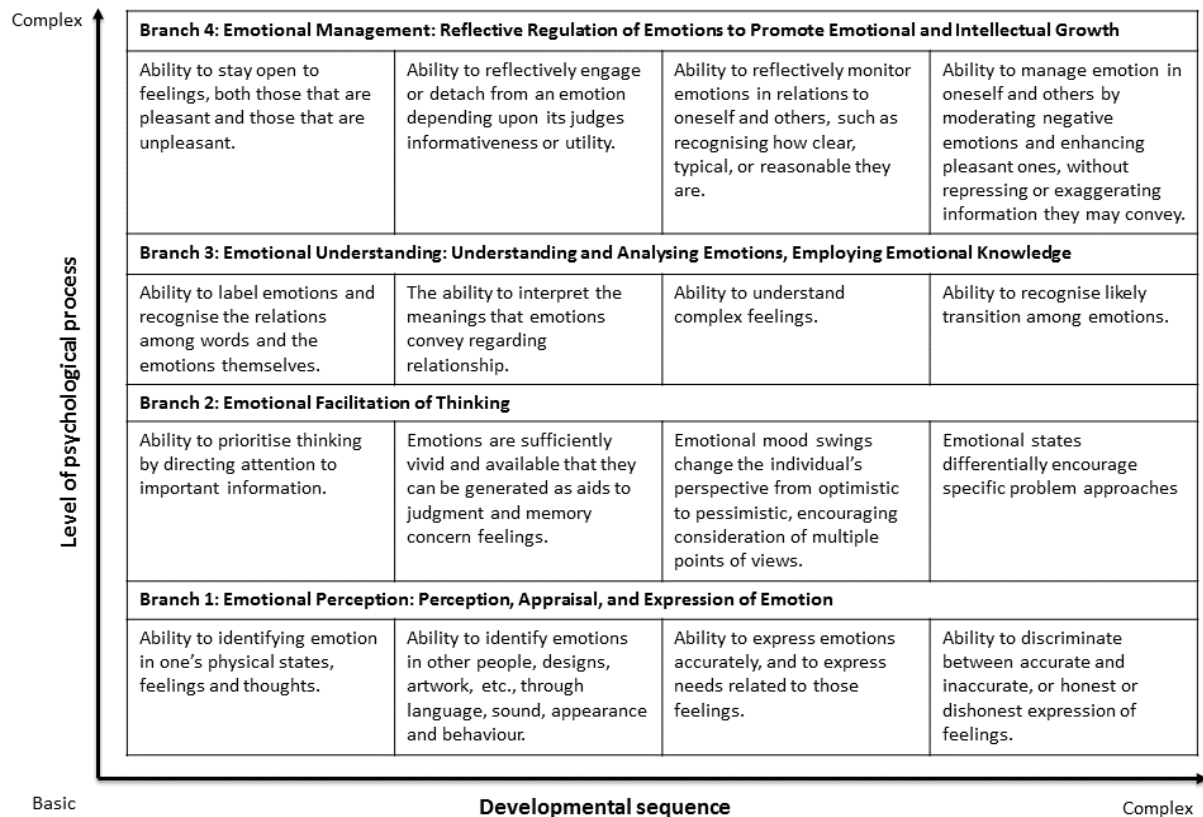 Complex
Branch 4: Emotional Management: Reflective Regulation of Emotions to Promote Emotional and Intellectual Growth
Ability to stay open to
feelings, both those that are
pleasant and those that are
unpleasant.
Ability to reflectively engage
or detach from an emotion
depending upon its judges
informativeness or utility.
Ability to reflectively monitor
emotions in relations to
oneself and others, such as
recognising how clear,
typical, or reasonable they
are.
Ability to manage emotion in
oneself and others by
moderating negative
emotions and enhancing
pleasant ones, without
repressing or exaggerating
information they may convey.
Branch 3: Emotional Understanding: Understanding and Analysing Emotions, Employing Emotional Knowledge
Ability to label emotions and
recognise the relations
among words and the
emotions themselves.
The ability to interpret the
meanings that emotions
convey regarding
relationship.
Ability to understand
complex feelings.
Ability to recognise likely
transition among emotions.
Branch 2: Emotional Facilitation of Thinking
Ability to prioritise thinking
by directing attention to
important information.
Emotions are sufficiently
vivid and available that they
can be generated as aids to
judgment and memory
concern feelings.
Emotional mood swings
change the individual's
perspective from optimistic
to pessimistic, encouraging
consideration of multiple
points of views.
Emotional states
differentially encourage
specific problem approaches
Branch 1: Emotional Perception: Perception, Appraisal, and Expression of Emotion
Ability to identifying emotion
in one's physical states,
feelings and thoughts.
Ability to identify emotions
in other people, designs,
artwork, etc., through
language, sound, appearance
and behaviour.
Ability to express emotions
accurately, and to express
needs related to those
feelings.
Ability to discriminate
between accurate and
inaccurate, or honest or
dishonest expression of
feelings.
Level of psychological process
Basic
Developmental sequence
Complex